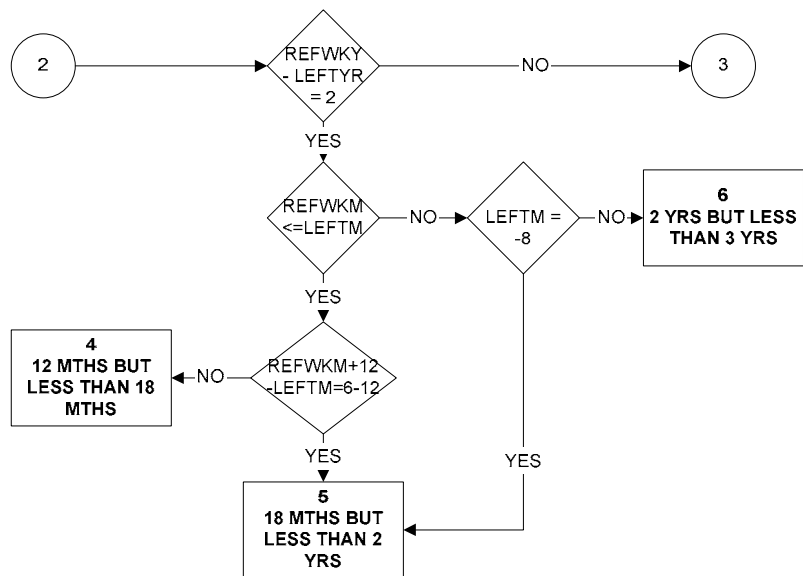 2
REFWKY
- LEFTYR
= 2
NO
3
YES
REFWKM
<=LEFTM
NO
LEFTM =
-8
NO
6
2 YRS BUT LESS
THAN 3 YRS
YES
4
12 MTHS BUT
LESS THAN 18
MTHS
NO
REFWKM+12
-LEFTM=6-12
YES
YES
5
18 MTHS BUT
LESS THAN 2
YRS